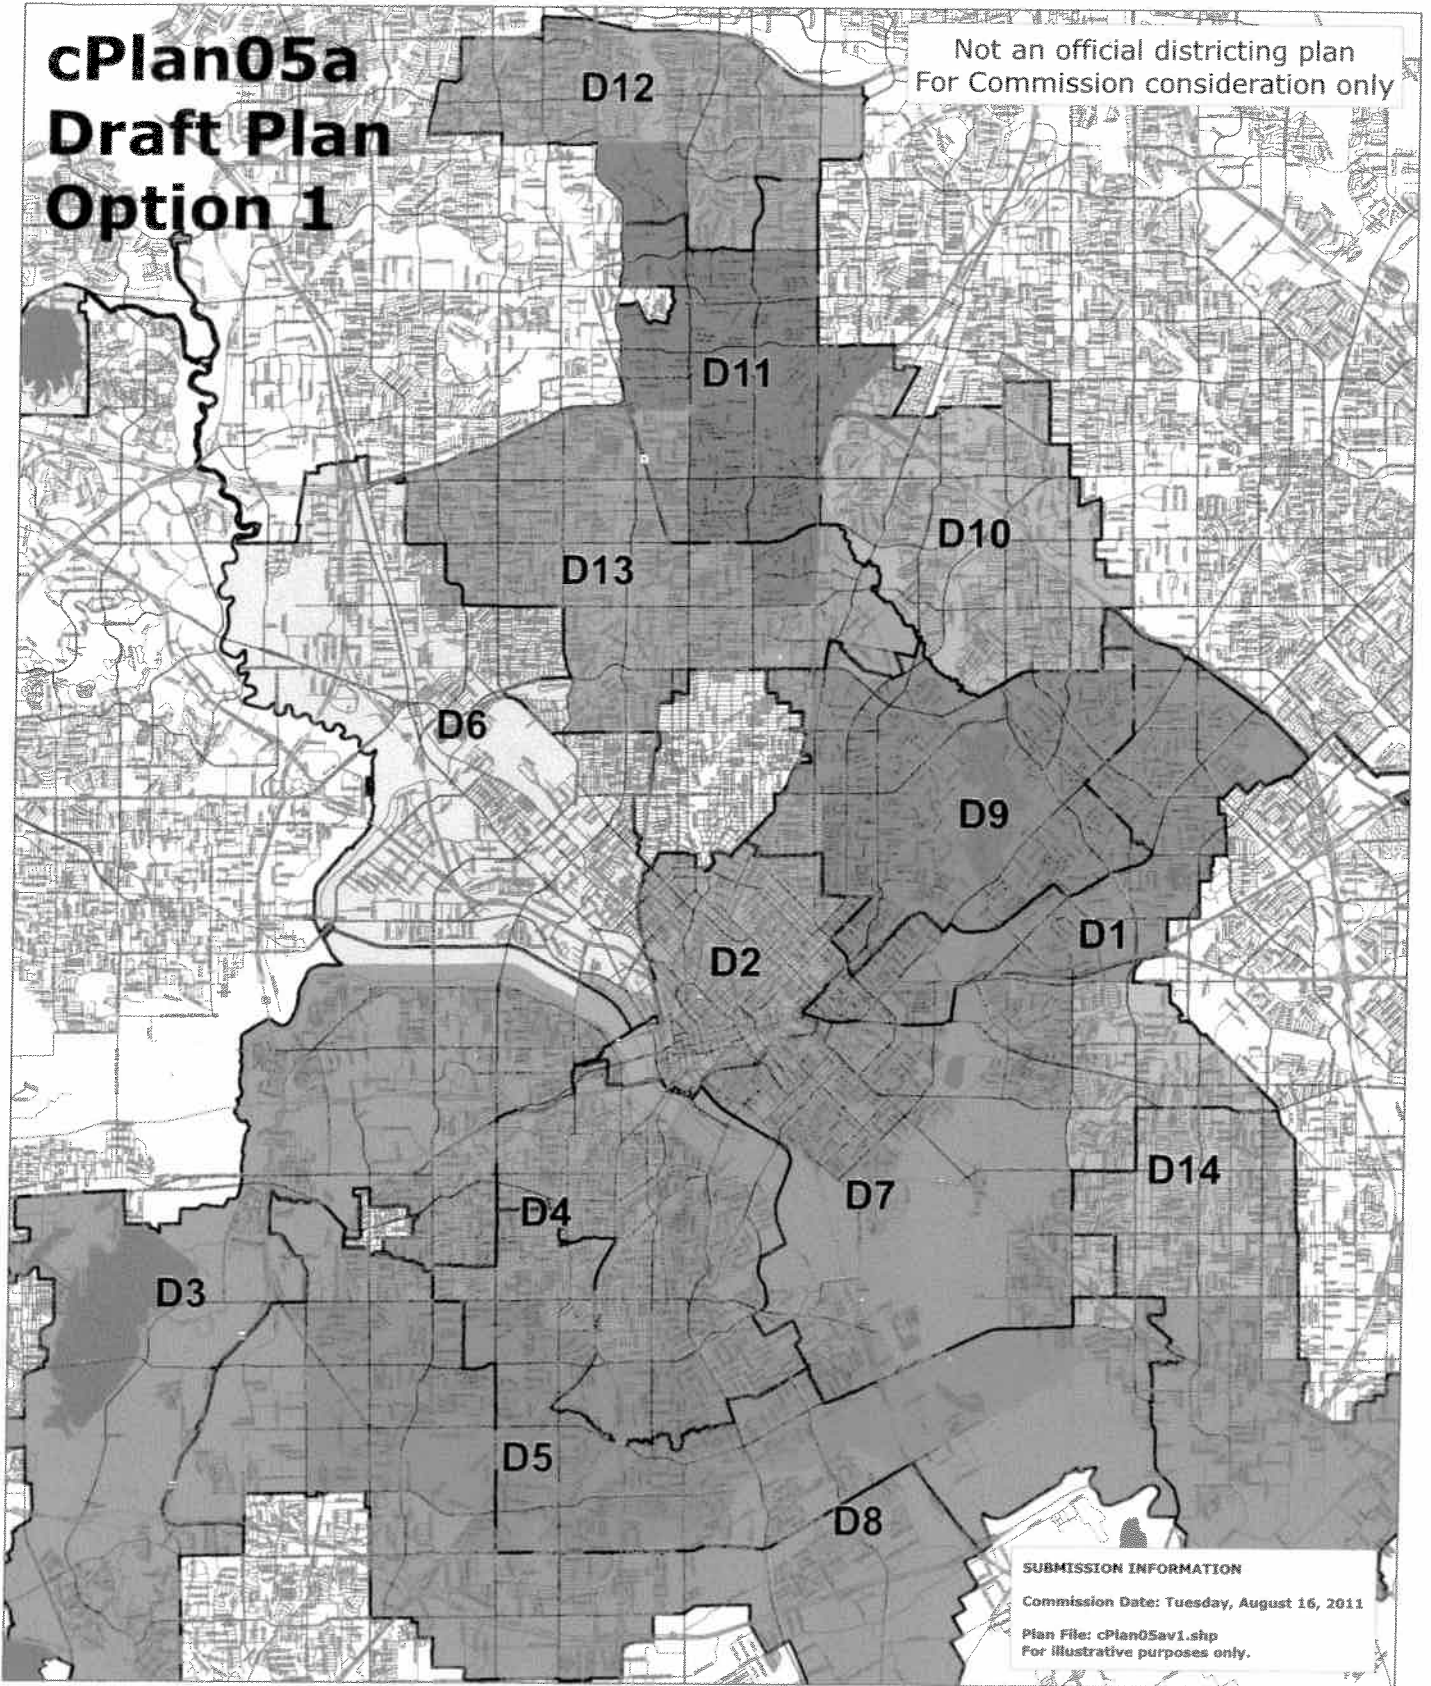 cPlan05a
Draft Plan
Option 1
Not an official districting plan
For Commission consideration only
D12
D11
D10
D13
D6
D9
D1
D2
D14
D7
D4
D3
D5
D8
SUBMISSION INFORMATION
Commission Date: Tuesday, August 16, 2011
Plan File: cPlan05av1.shp
For illustrative purposes only.